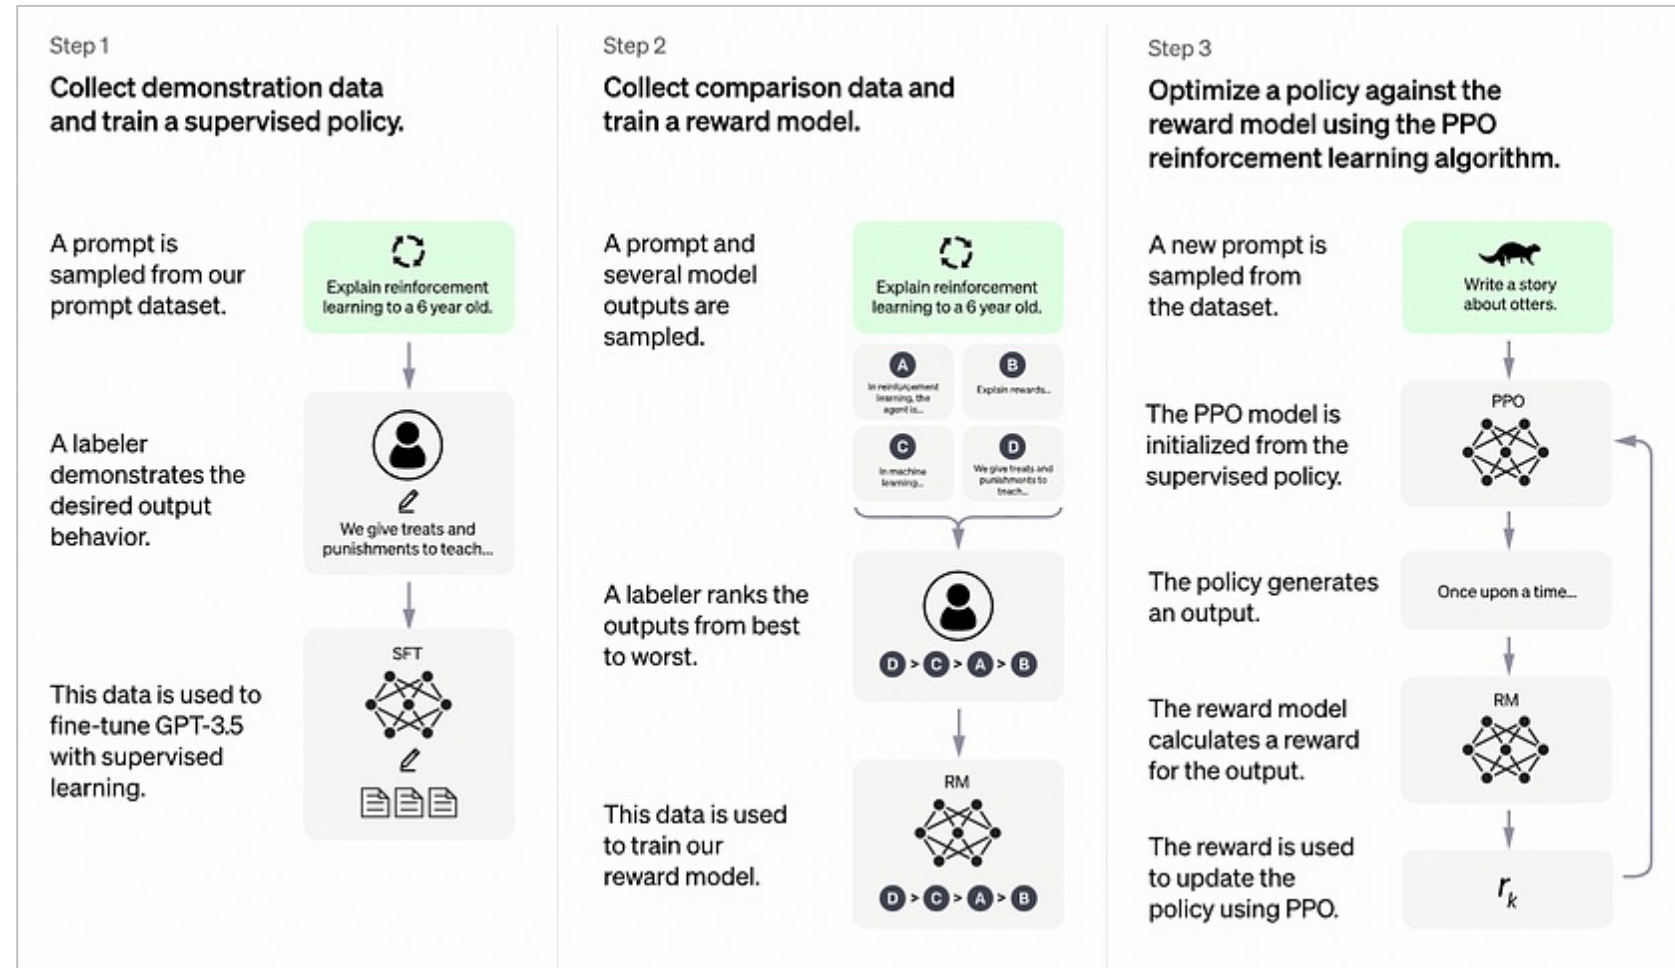 Step 1
Collect demonstration data
and train a supervised policy.
A prompt is
sampled from our
prompt dataset.
Explain reinforcement
learning to a 6 year old.
A labeler
demonstrates the
desired output
behavior.
We give treats and
punishments to teach...
This data is used to
fine-tune GPT-3.5
with supervised
learning.
SFT
Step 2
Collect comparison data and
train a reward model.
A prompt and
several model
outputs are
sampled.
Explain reinforcement
learning to a 6 year old.
A
In reinforcement
learning, the
agent is...
B
Explain rewards...
C
In machine
learning...
D
We give treats and
punishments to
teach...
A labeler ranks the
outputs from best
to worst.
D > C > A > B
This data is used
to train our
reward model.
RM
D > C > A > B
Step 3
Optimize a policy against the
reward model using the PPO
reinforcement learning algorithm.
A new prompt is
sampled from
the dataset.
Write a story
about otters.
The PPO model is
initialized from the
supervised policy.
PPO
The policy generates
an output.
Once upon a time...
The reward model
calculates a reward
for the output.
RM
The reward is used
to update the
policy using PPO.
rk